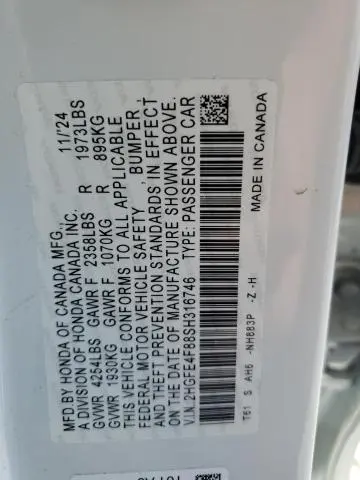 MFD BY HONDA OF CANADA MFG., 11/'24
A DIVISION OF HONDA CANADA INC.
GVWR 4254LBS GAWR F 2358LBS R 1973LBS
GVWR 1930KG GAWR F 1070KG R 895KG
THIS VEHICLE CONFORMS TO ALL APPLICABLE
FEDERAL MOTOR VEHICLE SAFETY , BUMPER ,
AND THEFT PREVENTION STANDARDS IN EFFECT
ON THE DATE OF MANUFACTURE SHOWN ABOVE.
V.I.N. :2HGFE4F88SH316746 TYPE: PASSENGER CAR
MADE IN CANADA
T61 S AH6 -NH883P -Z -H